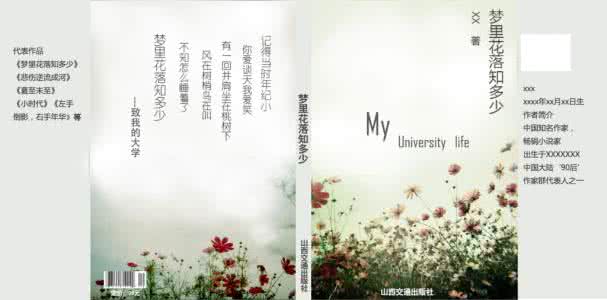 代表作品
《梦里花落知多少》
《悲伤逆流成河》
《夏至未至》
《小时代》《左手
倒影，右手年华》等
记得当时年纪小
你爱谈天我爱笑
有一回并肩坐在桃树下
风在树梢鸟在叫
不知怎么睡着了
梦里花落知多少
——致我的大学
梦里花落知多少
山西交通出版社
梦里花落知多少
XX 著
My University life
山西交通出版社
xxx
xxxx年xx月xx日生
作者简介
中国知名作家，
畅销小说家
出生于XXXXXXX
中国大陆‘90后’
作家群代表人之一